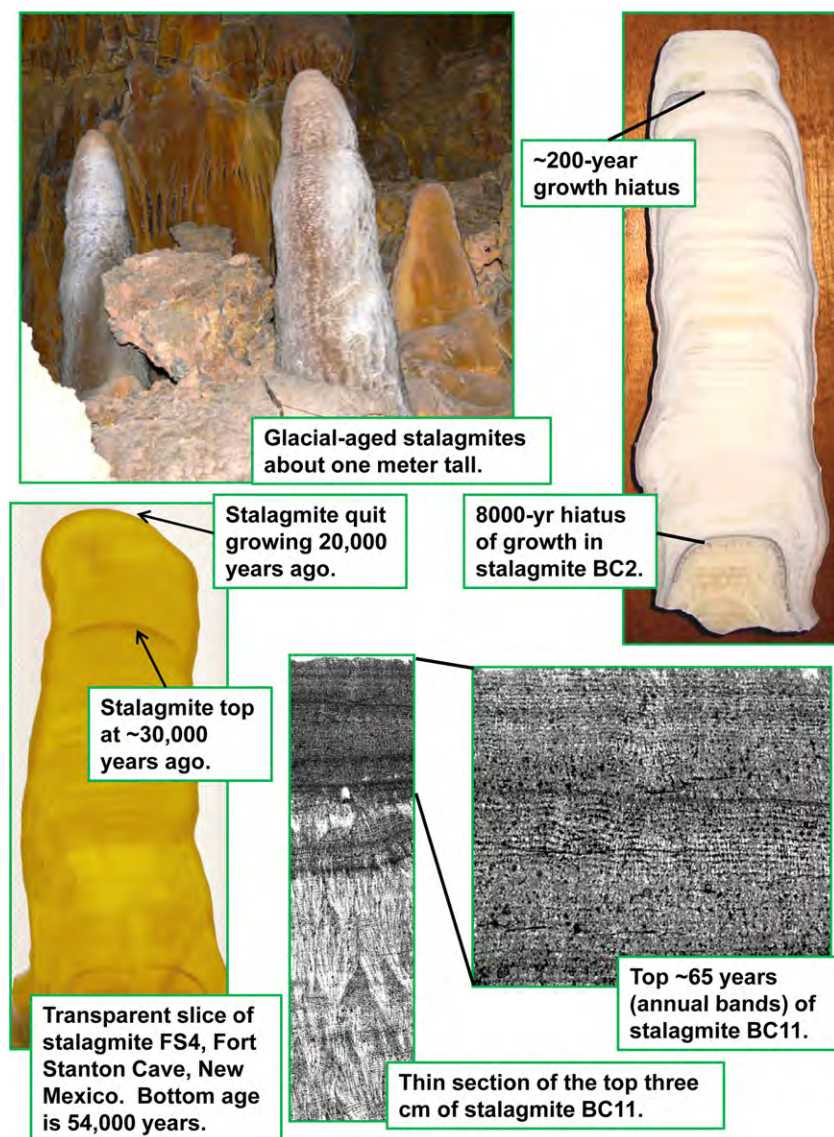 ~200-year
growth hiatus
Glacial-aged stalagmites
about one meter tall.
Stalagmite quit
growing 20,000
years ago.
8000-yr hiatus
of growth in
stalagmite BC2.
Stalagmite top
at ~30,000
years ago.
Transparent slice of
stalagmite FS4, Fort
Stanton Cave, New
Mexico.  Bottom age
is 54,000 years.
Top ~65 years
(annual bands) of
stalagmite BC11.
Thin section of the top three
cm of stalagmite BC11.